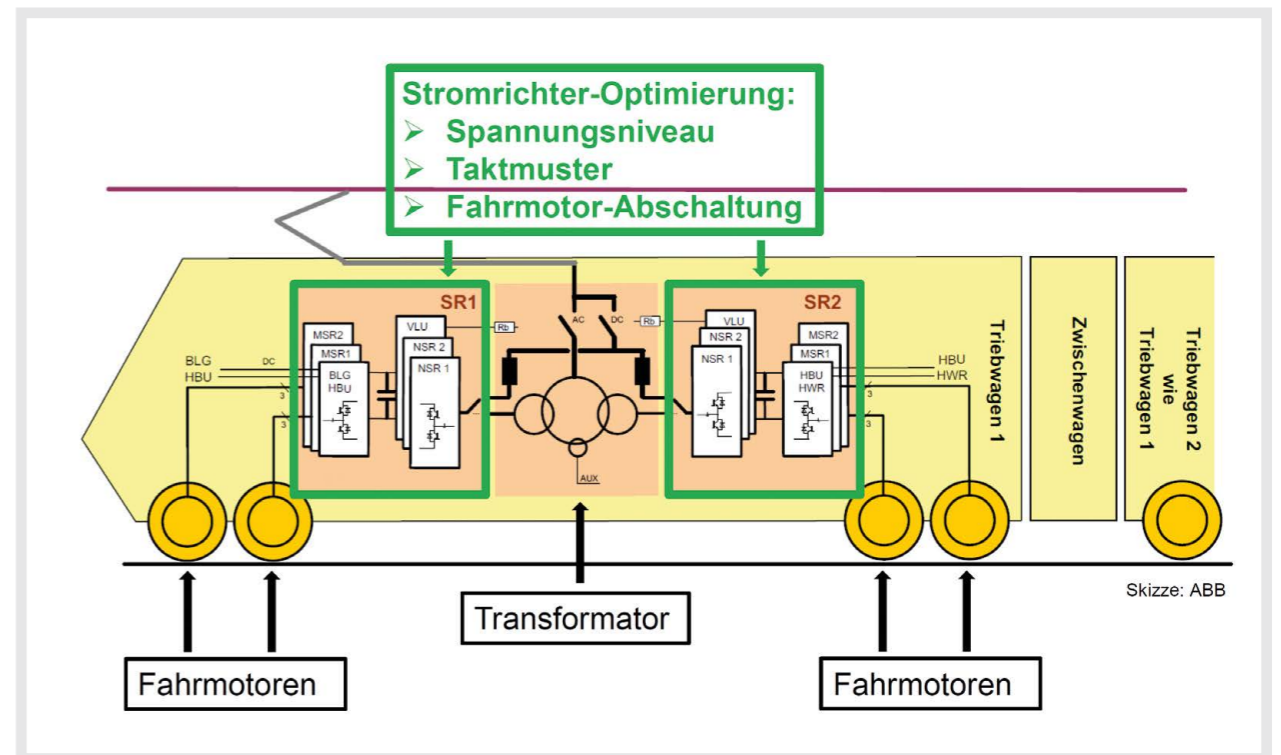 Stromrichter-Optimierung:
➢ Spannungsniveau
➢ Taktmuster
➢ Fahrmotor-Abschaltung
SR1
MSR2
MSR1
BLG
HBU
VLU
NSR 2
NSR 1
Rb
BLG
HBU
DC
3
3
AC
DC
AUX
SR2
Rb
VLU
NSR 2
NSR 1
MSR2
MSR1
HBU
HWR
HBU
HWR
3
3
Triebwagen 1
Zwischenwagen
Triebwagen 2
wie
Triebwagen 1
Skizze: ABB
Transformator
Fahrmotoren
Fahrmotoren